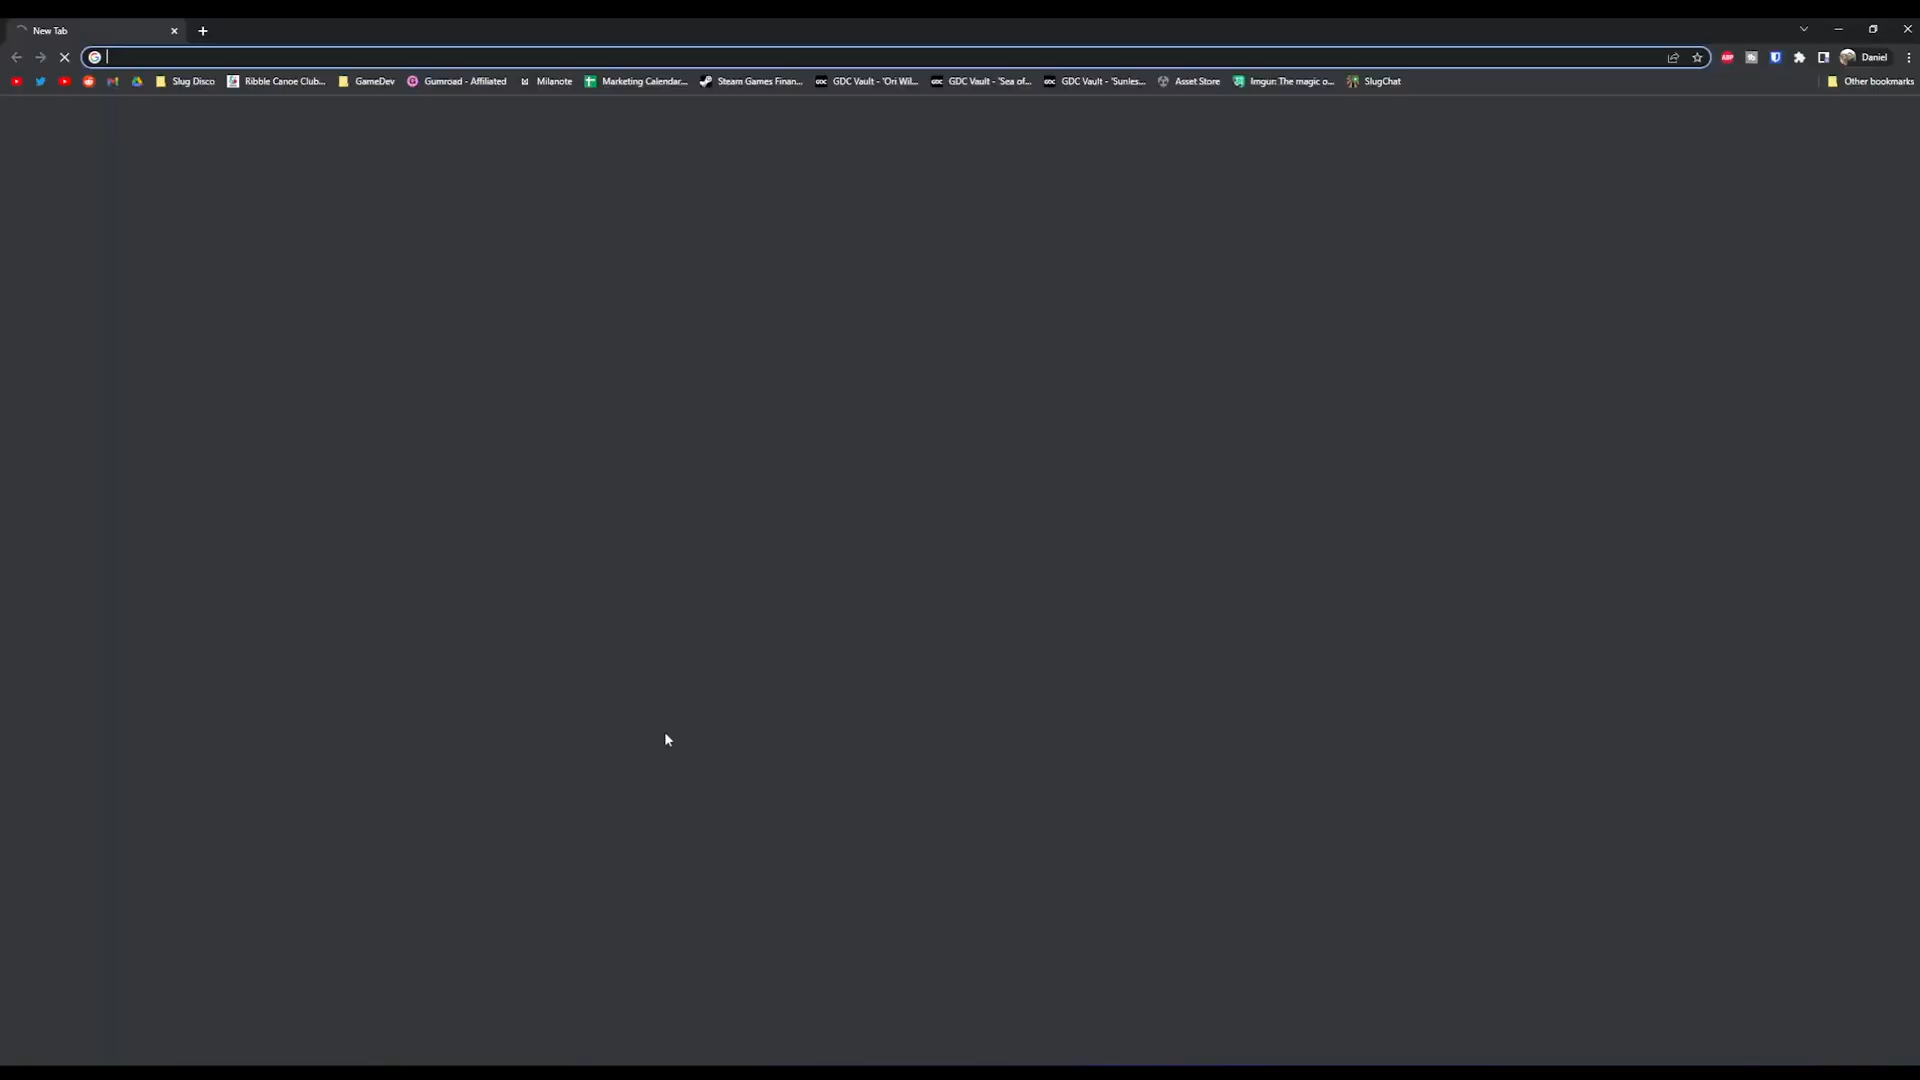 New Tab
Daniel
Slug Disco
Ribble Canoe Club...
GameDev
Gumroad - Affiliated
Milanote
Marketing Calendar...
Steam Games Finan...
GDC Vault - 'Ori Wil...
GDC Vault - 'Sea of...
GDC Vault - 'Sunles...
Asset Store
Imgur: The magic o...
SlugChat
Other bookmarks